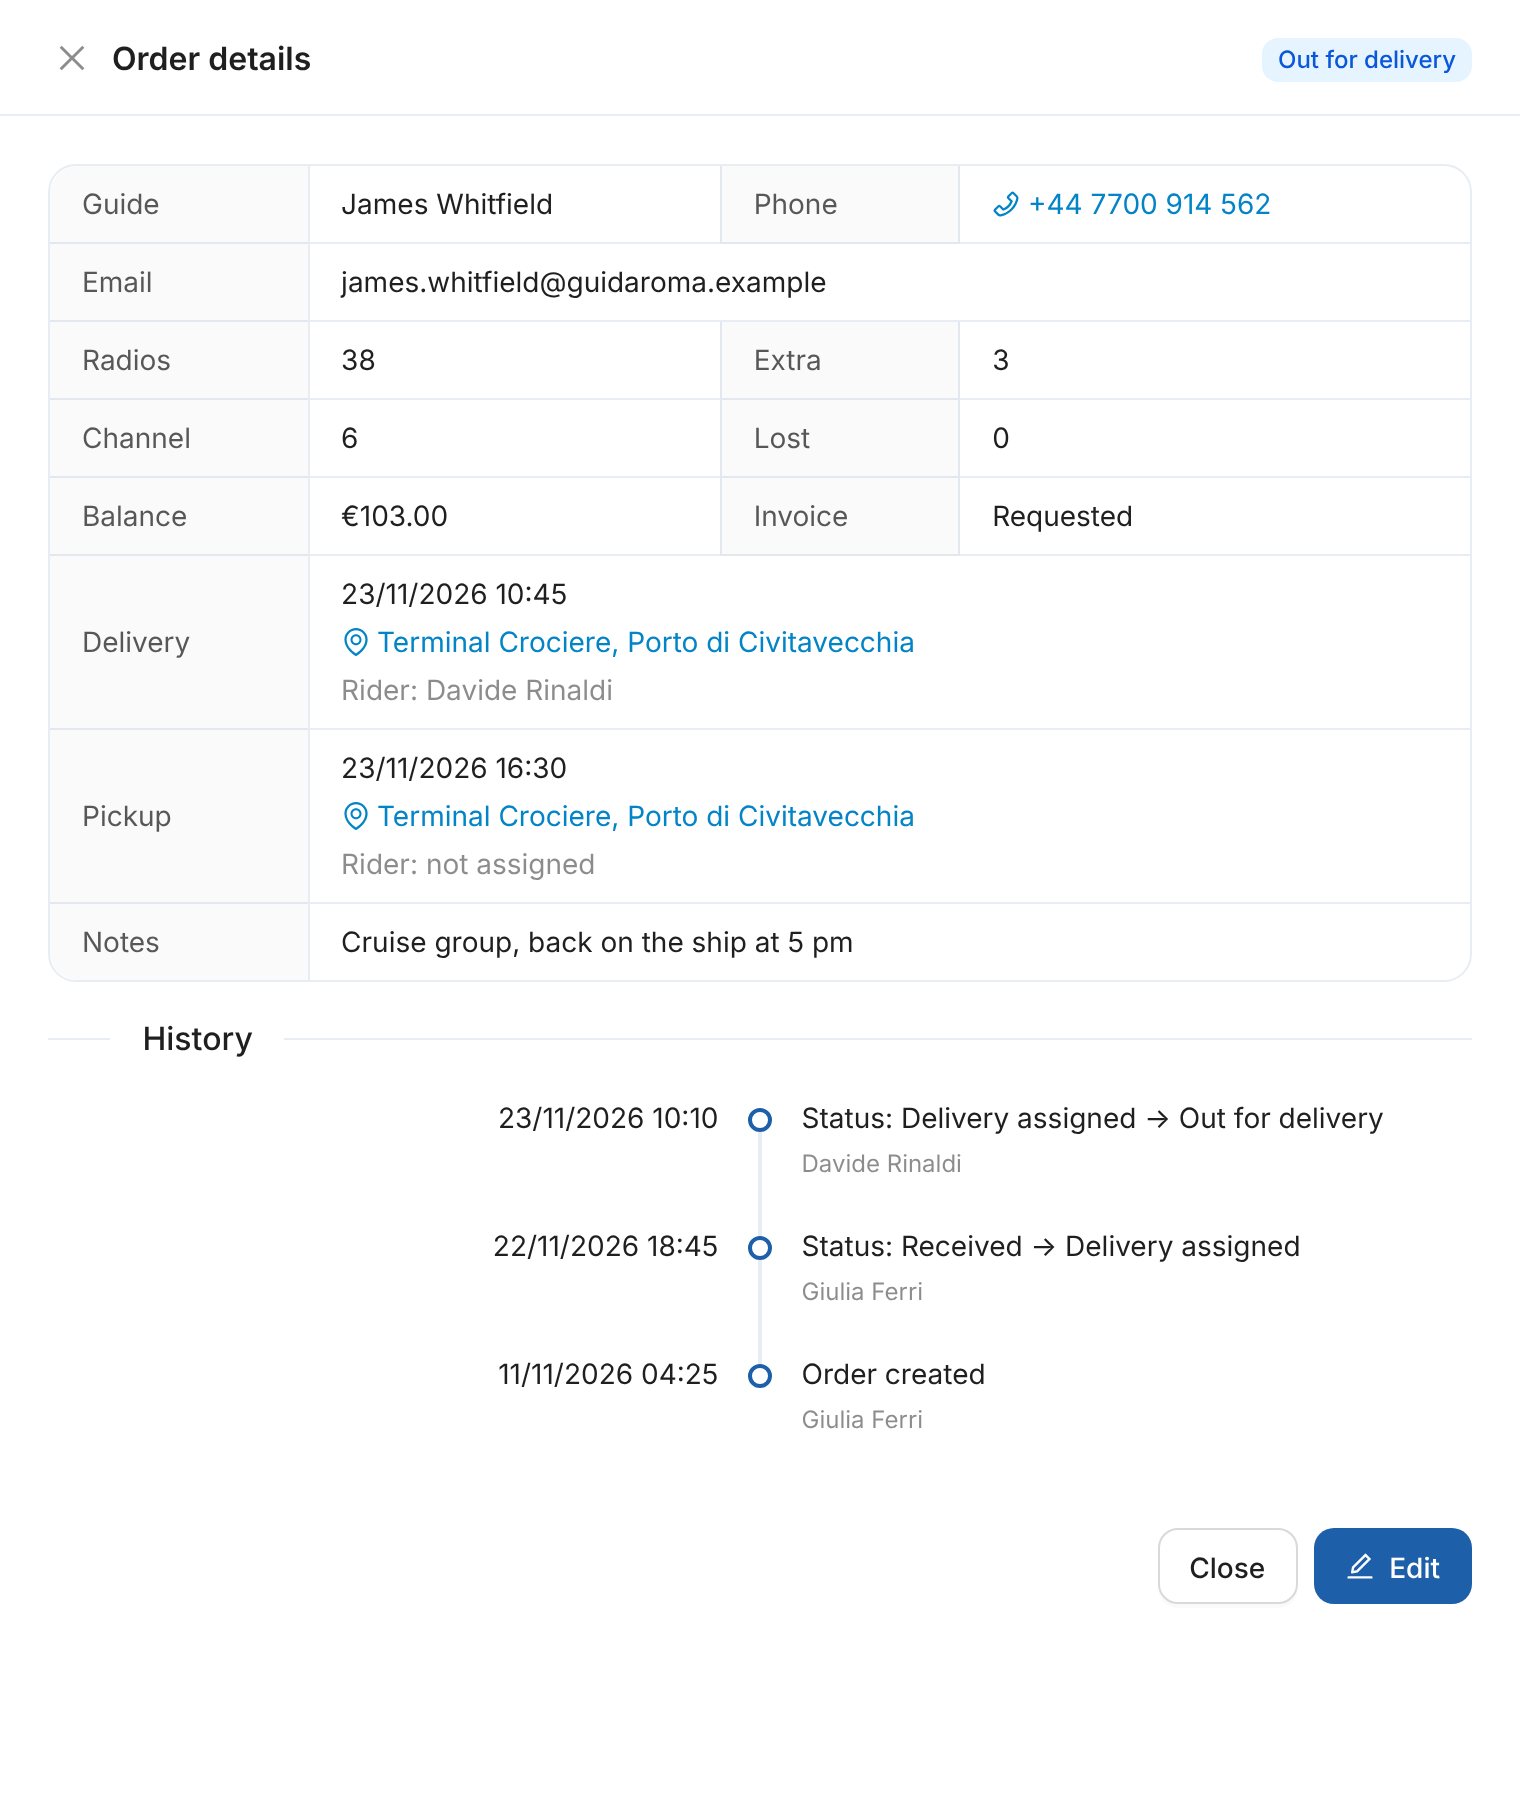 Order details
Out for delivery
Guide
James Whitfield
Phone
+44 7700 914 562
Email
james.whitfield@guidaroma.example
Radios
38
Extra
3
Channel
6
Lost
0
Balance
€103.00
Invoice
Requested
Delivery
23/11/2026 10:45
Terminal Crociere, Porto di Civitavecchia
Rider: Davide Rinaldi
Pickup
23/11/2026 16:30
Terminal Crociere, Porto di Civitavecchia
Rider: not assigned
Notes
Cruise group, back on the ship at 5 pm
History
23/11/2026 10:10
Status: Delivery assigned → Out for delivery
Davide Rinaldi
22/11/2026 18:45
Status: Received → Delivery assigned
Giulia Ferri
11/11/2026 04:25
Order created
Giulia Ferri
Close
Edit